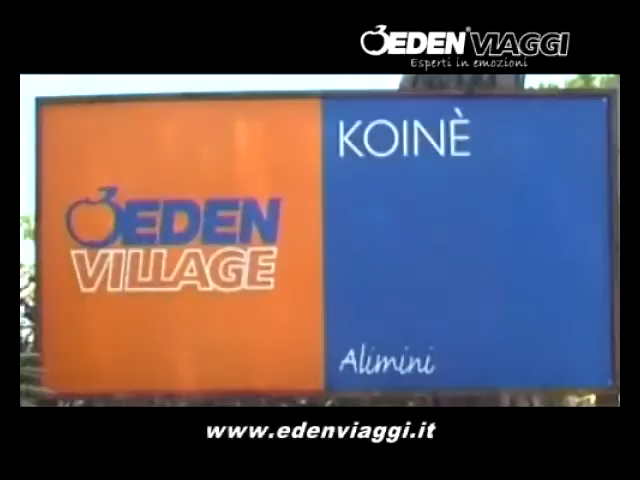 EDEN® VIAGGI
Esperti in emozioni
KOINÈ
EDEN
VILLAGE
Alimini
www.edenviaggi.it